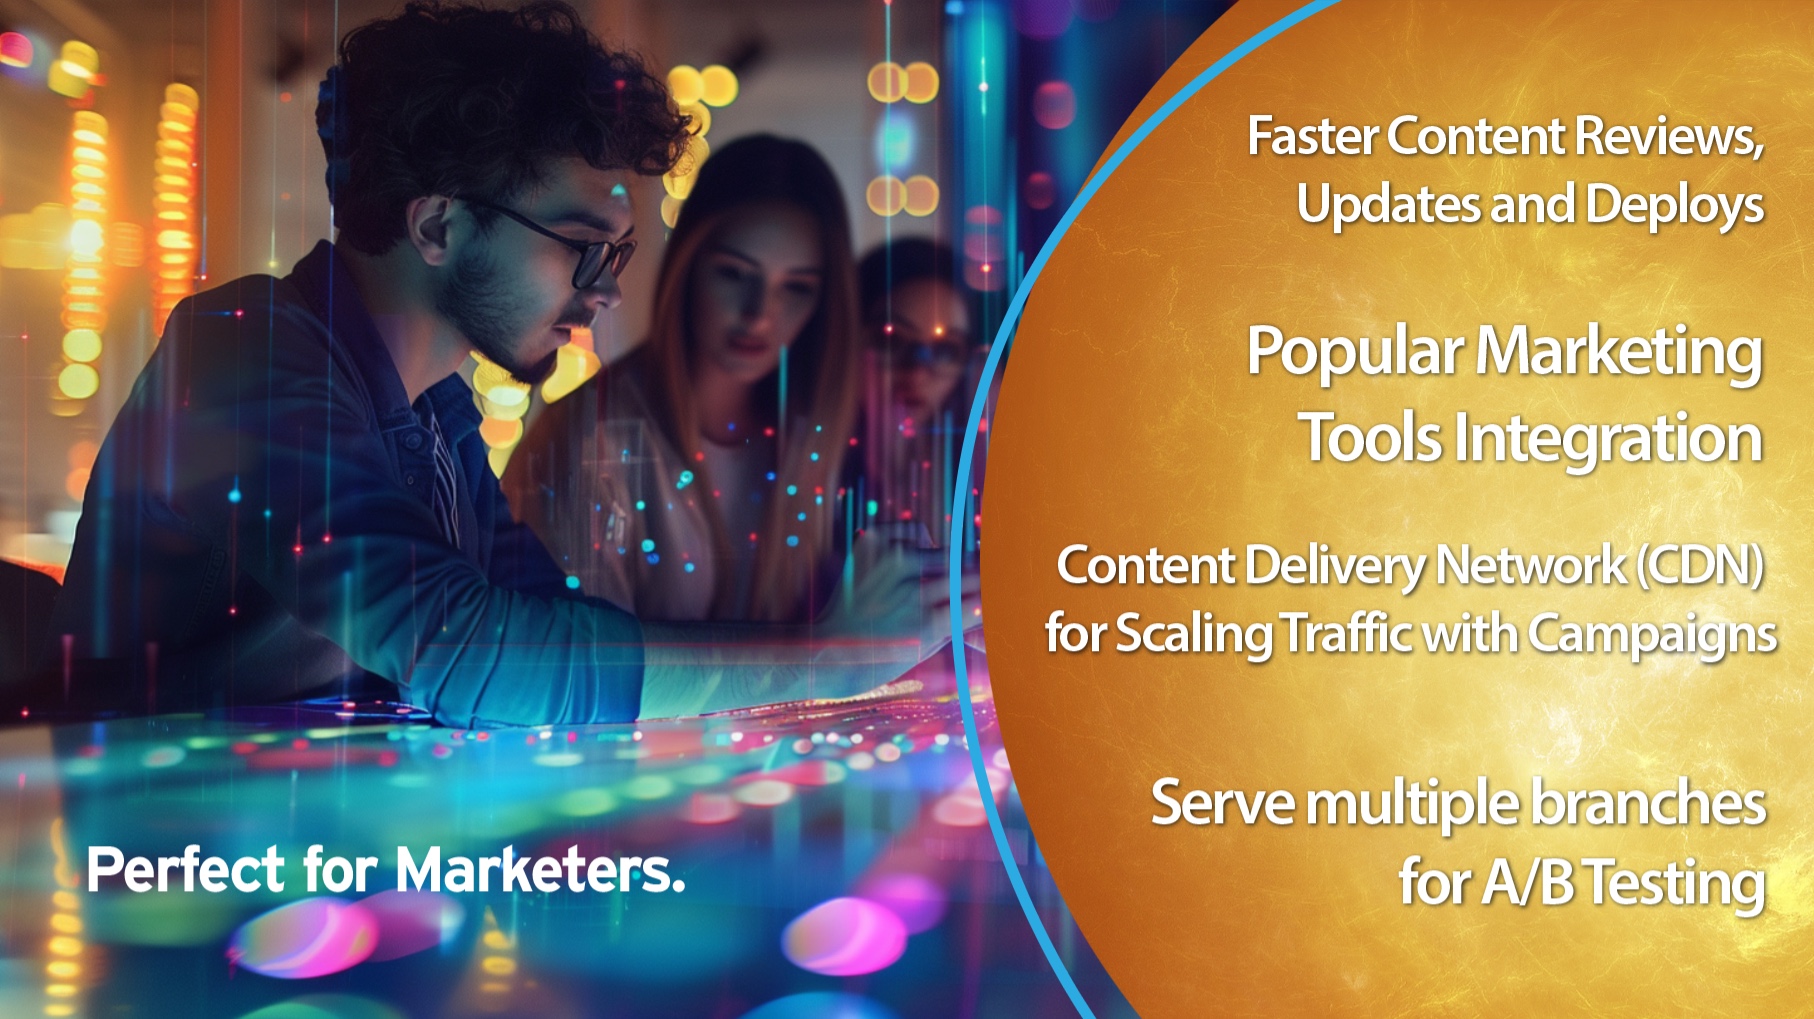 Faster Content Reviews,
Updates and Deploys
Popular Marketing
Tools Integration
Content Delivery Network (CDN)
for Scaling Traffic with Campaigns
Serve multiple branches
for A/B Testing
Perfect for Marketers.